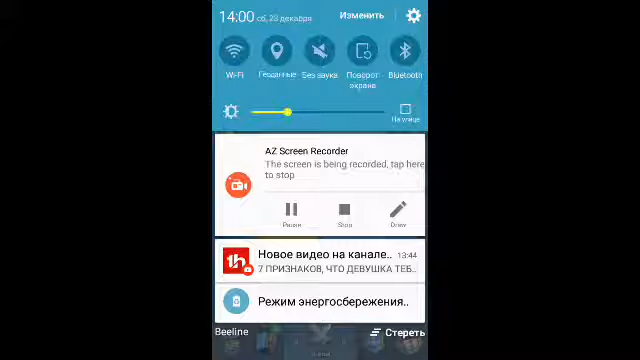 14:00 сб, 23 декабря
Изменить
Wi-Fi
Геоданные
Без звука
Поворот экрана
Bluetooth
На улице
AZ Screen Recorder
The screen is being recorded, tap here
to stop
Pause
Stop
Draw
Новое видео на канале.. 13:44
7 ПРИЗНАКОВ, ЧТО ДЕВУШКА ТЕБ..
Режим энергосбережения..
Beeline
Стереть